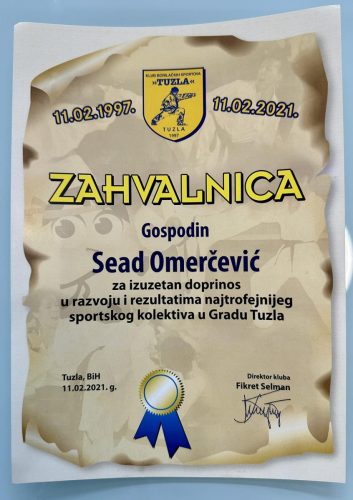 KLUB BORILAČKIH SPORTOVA
»TUZLA«
TUZLA
1997
11.02.1997.
11.02.2021.
ZAHVALNICA
Gospodin
Sead Omerčević
za izuzetan doprinos
u razvoju i rezultatima najtrofejnijeg
sportskog kolektiva u Gradu Tuzla
Tuzla, BiH
11.02.2021. g.
Direktor kluba
Fikret Selman